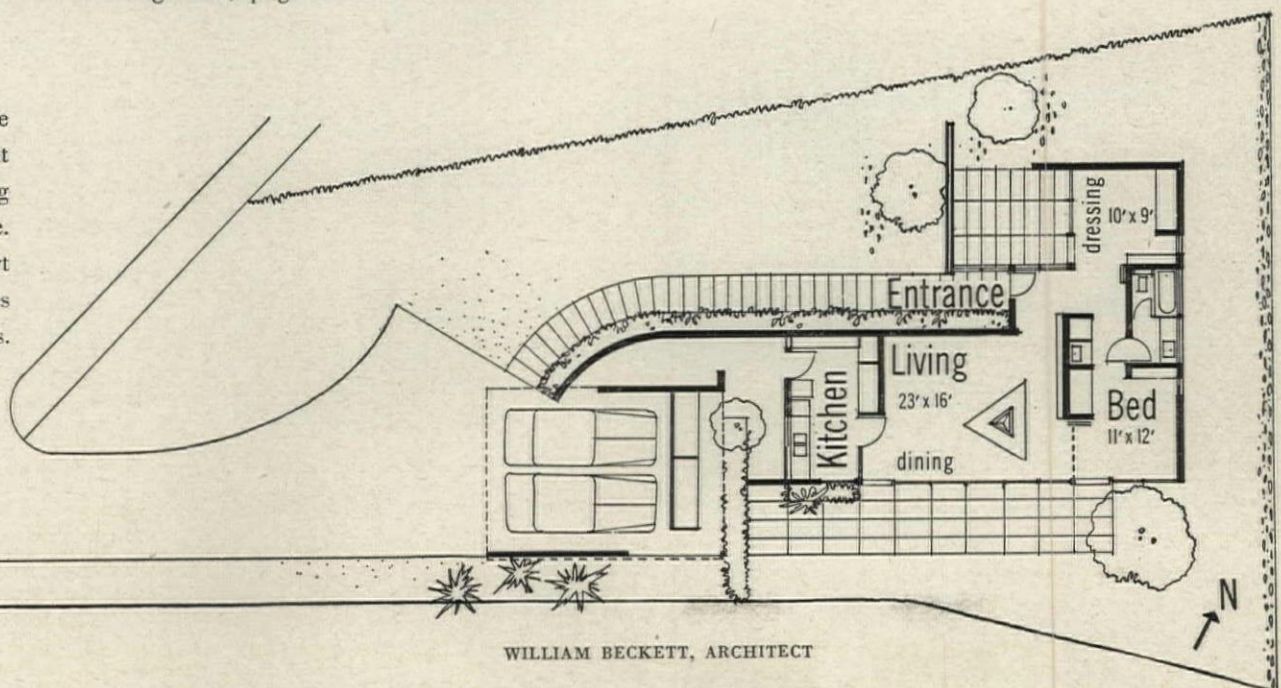 e
t
g
e.
t
s
s.
dressing
10' x 9'
Entrance
Living
23' x 16'
Kitchen
dining
Bed
11' x 12'
N
WILLIAM BECKETT, ARCHITECT